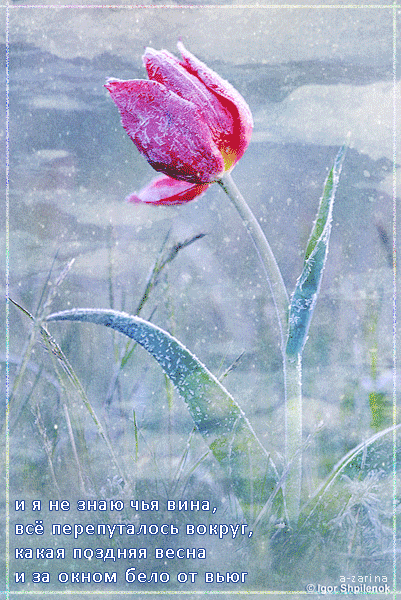 и я не знаю чья вина,
всё перепуталось вокруг,
какая поздняя весна
и за окном бело от вьюг
a-zarina
© Igor Shpilenok